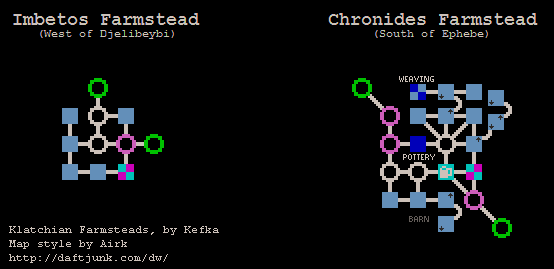 Imbetos Farmstead
(West of Djelibeybi)
Chronides Farmstead
(South of Ephebe)
WEAVING
POTTERY
BARN
Klatchian Farmsteads, by Kefka
Map style by Airk
http://daftjunk.com/dw/